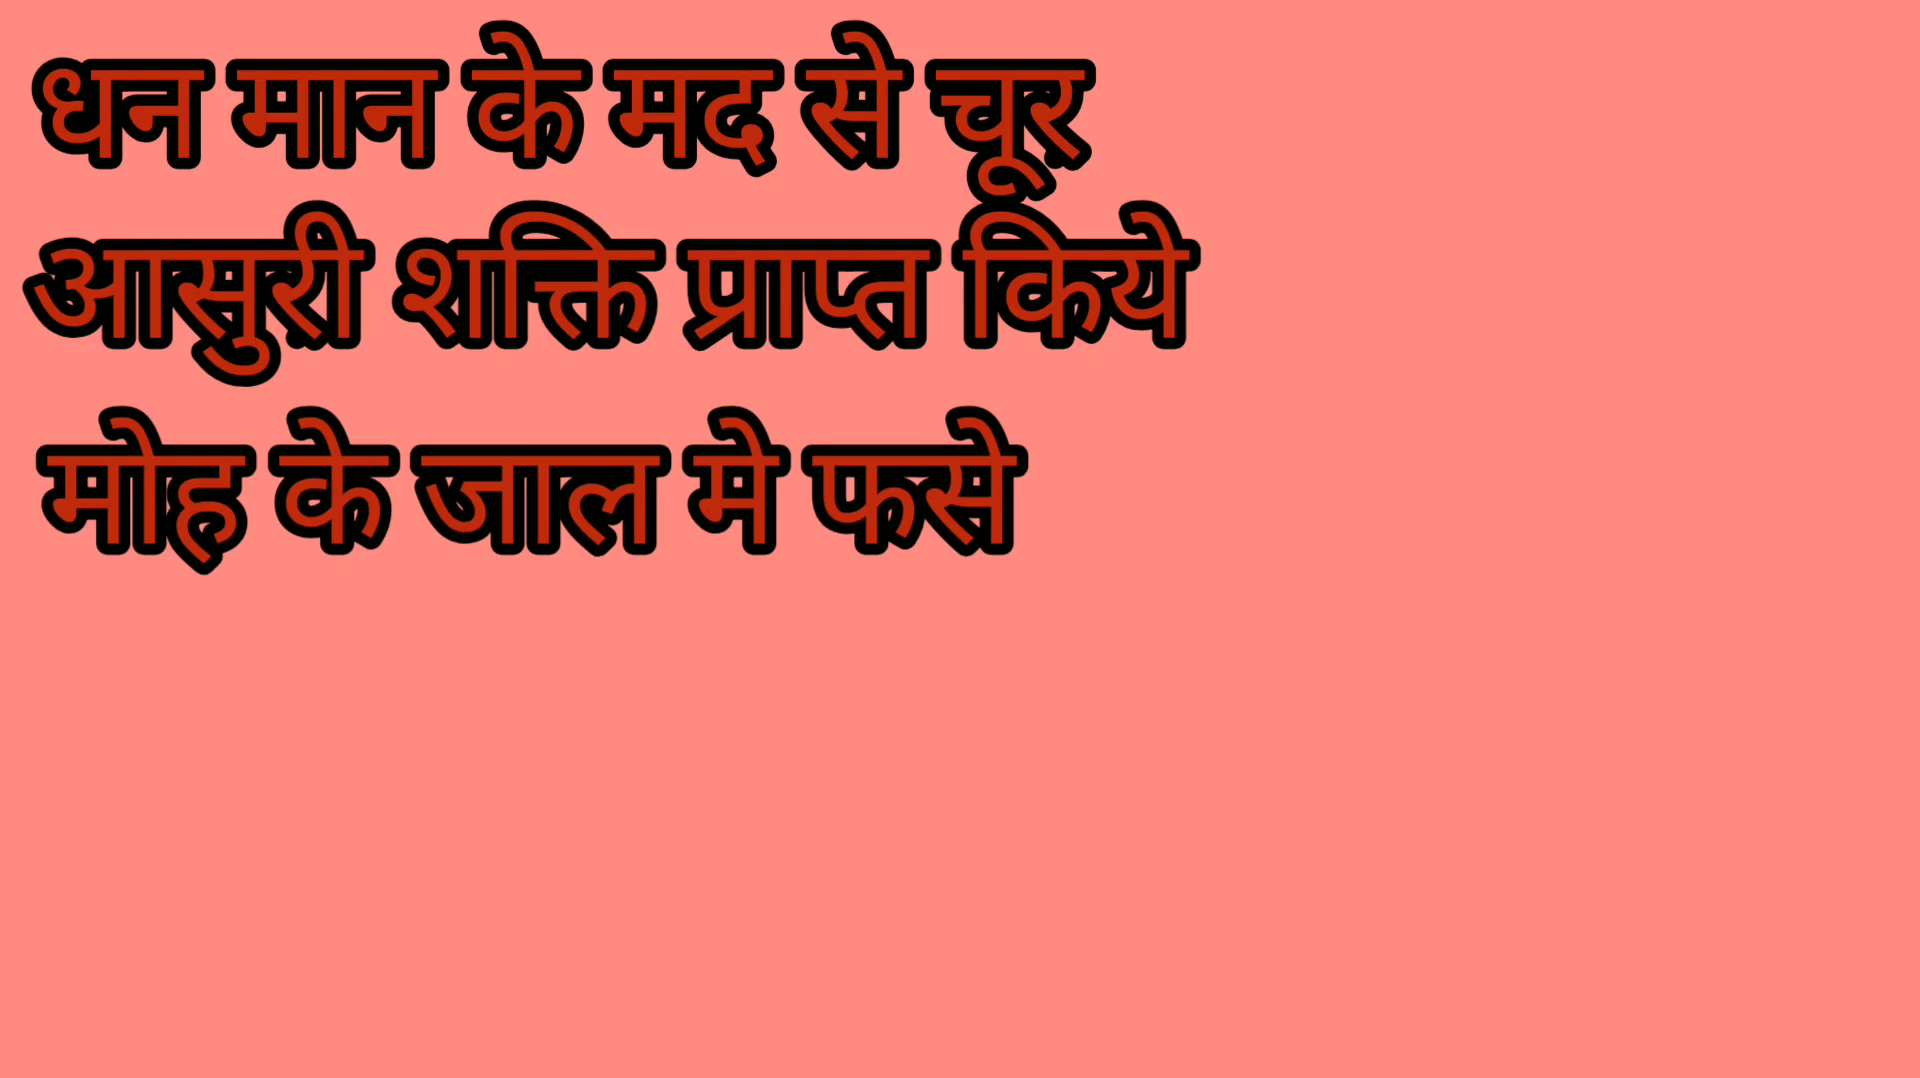 धन मान के मद से चूर
आसुरी शक्ति प्राप्त किये
मोह के जाल मे फसे